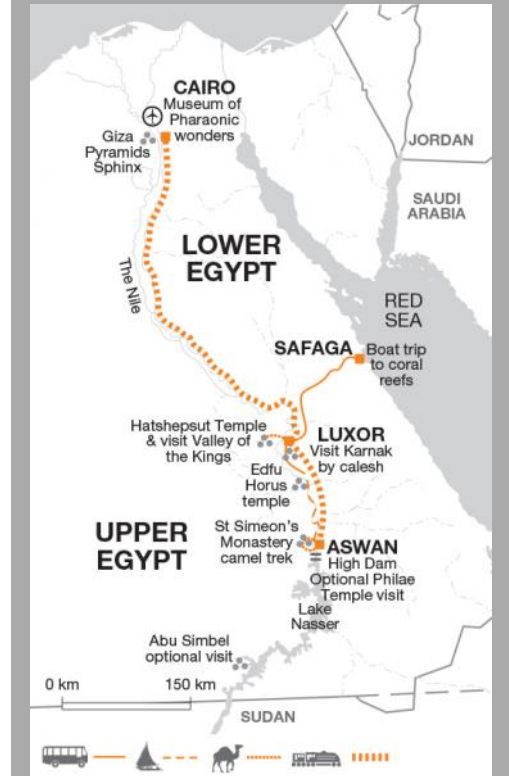 CAIRO
Museum of
Pharaonic
wonders
Giza
Pyramids
Sphinx
JORDAN
SAUDI
ARABIA
LOWER
EGYPT
The Nile
RED
SEA
SAFAGA
Boat trip
to coral
reefs
Hatshepsut Temple
& visit Valley of
the Kings
LUXOR
Visit Karnak
by calesh
Edfu
Horus
temple
UPPER
EGYPT
St Simeon's
Monastery
camel trek
ASWAN
High Dam
Optional Philae
Temple visit
Lake
Nasser
Abu Simbel
optional visit
0 km
150 km
SUDAN